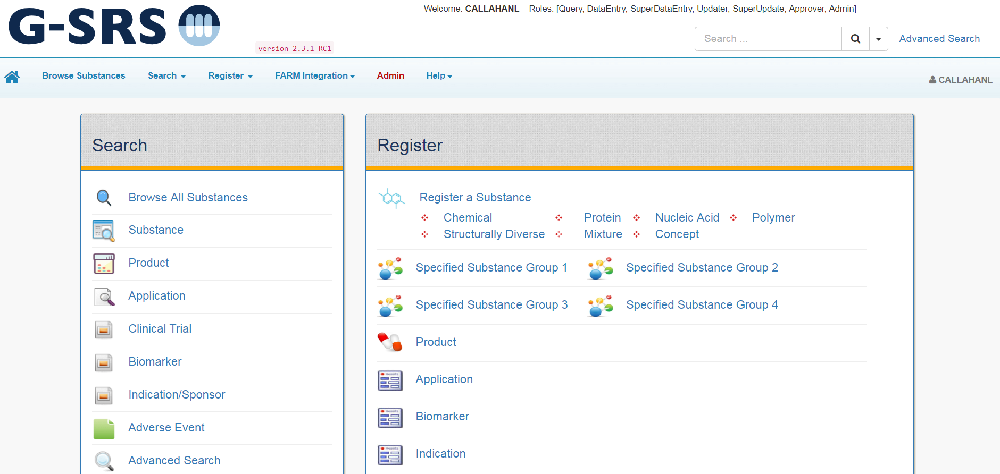 G-SRS
version 2.3.1 RC1
Welcome: CALLAHANL Roles: [Query, DataEntry, SuperDataEntry, Updater, SuperUpdate, Approver, Admin]
Search ...
Advanced Search
Browse Substances Search Register FARM Integration Admin Help
CALLAHANL
Search
Browse All Substances
Substance
Product
Application
Clinical Trial
Biomarker
Indication/Sponsor
Adverse Event
Advanced Search
Register
Register a Substance
Chemical Protein Nucleic Acid Polymer
Structurally Diverse Mixture Concept
Specified Substance Group 1 Specified Substance Group 2
Specified Substance Group 3 Specified Substance Group 4
Product
Application
Biomarker
Indication